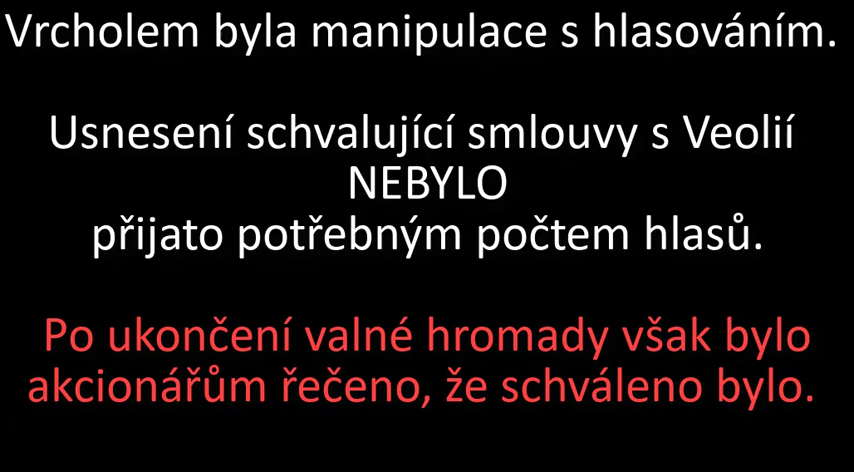 Vrcholem byla manipulace s hlasováním.
Usnesení schvalující smlouvy s Veolií
NEBYLO
přijato potřebným počtem hlasů.
Po ukončení valné hromady však bylo
akcionářům řečeno, že schváleno bylo.